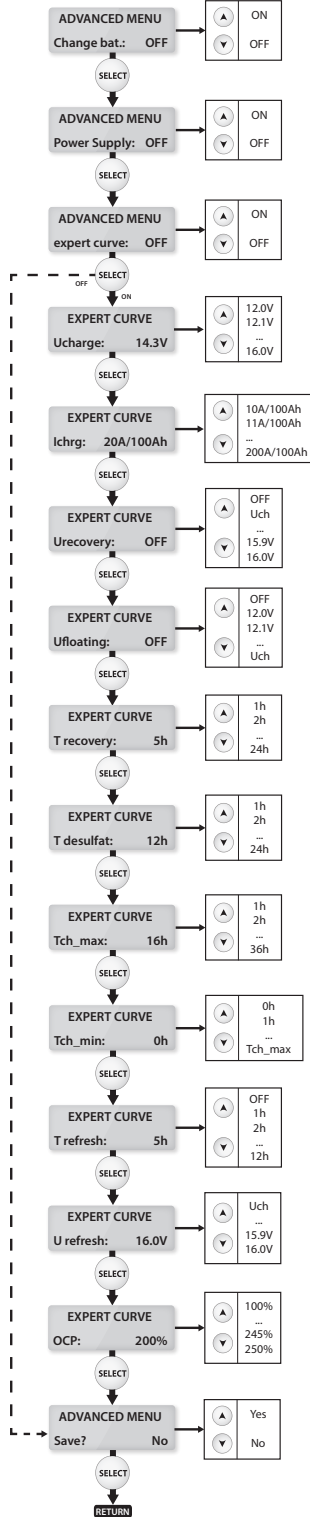 ADVANCED MENU
Change bat.: OFF
ON
OFF
SELECT
ADVANCED MENU
Power Supply: OFF
ON
OFF
SELECT
ADVANCED MENU
expert curve: OFF
ON
OFF
SELECT
OFF
ON
EXPERT CURVE
Ucharge: 14.3V
12.0V
12.1V
...
16.0V
SELECT
EXPERT CURVE
Ichrg: 20A/100Ah
10A/100Ah
11A/100Ah
...
200A/100Ah
SELECT
EXPERT CURVE
Urecovery: OFF
OFF
Uch
...
15.9V
16.0V
SELECT
EXPERT CURVE
Ufloating: OFF
OFF
12.0V
12.1V
...
Uch
SELECT
EXPERT CURVE
T recovery: 5h
1h
2h
...
24h
SELECT
EXPERT CURVE
T desulfat: 12h
1h
2h
...
24h
SELECT
EXPERT CURVE
Tch_max: 16h
1h
2h
...
36h
SELECT
EXPERT CURVE
Tch_min: 0h
0h
1h
...
Tch_max
SELECT
EXPERT CURVE
T refresh: 5h
OFF
1h
2h
...
12h
SELECT
EXPERT CURVE
U refresh: 16.0V
Uch
...
15.9V
16.0V
SELECT
EXPERT CURVE
OCP: 200%
100%
...
245%
250%
SELECT
ADVANCED MENU
Save? No
Yes
No
SELECT
RETURN